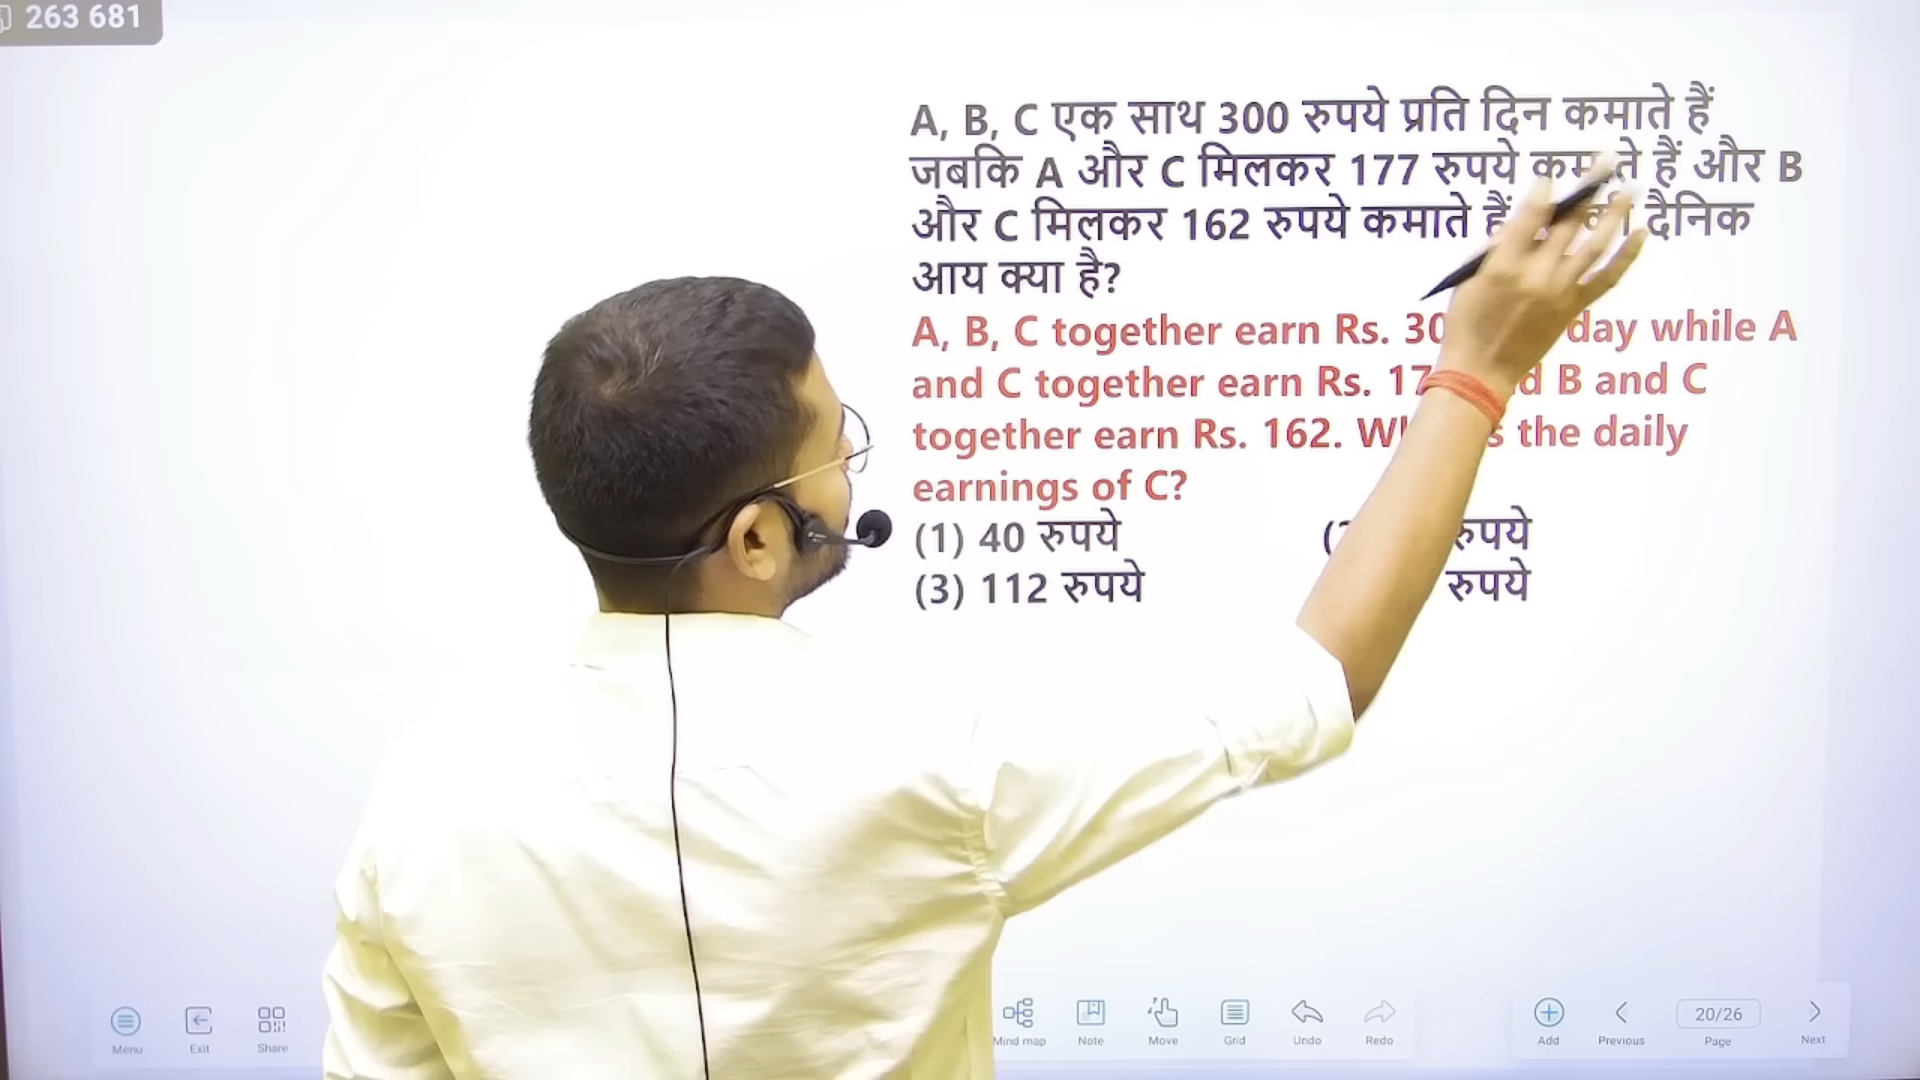 263 681
A, B, C एक साथ 300 रुपये प्रति दिन कमाते हैं
जबकि A और C मिलकर 177 रुपये कमाते हैं और B
और C मिलकर 162 रुपये कमाते हैं दैनिक
आय क्या है?
A, B, C together earn Rs. day while A
and C together earn Rs. B and C
together earn Rs. 162. the daily
earnings of C?
(1) 40 रुपये रुपये
(3) 112 रुपये रुपये
Menu Exit Share Mind map Note Move Grid Undo Redo Add Previous 20/26 Page Next